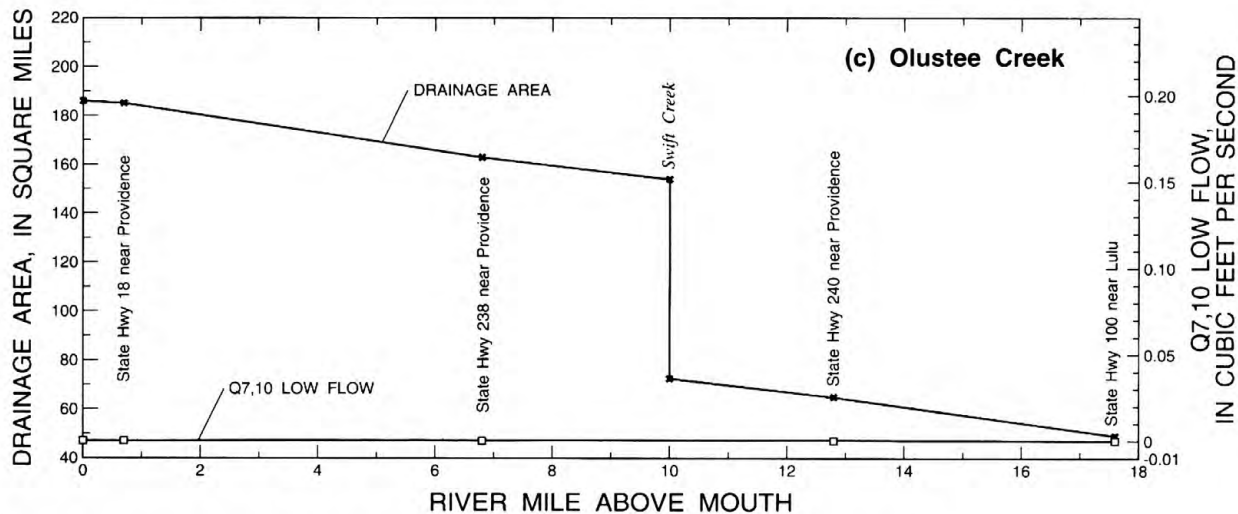 (c) Olustee Creek
DRAINAGE AREA, IN SQUARE MILES
220
200
180
160
140
120
100
80
60
40
DRAINAGE AREA
Q7,10 LOW FLOW
State Hwy 18 near Providence
State Hwy 238 near Providence
Swift Creek
State Hwy 240 near Providence
State Hwy 100 near Lulu
0.20
0.15
0.10
0.05
0
-0.01
Q7,10 LOW FLOW,
IN CUBIC FEET PER SECOND
0 2 4 6 8 10 12 14 16 18
RIVER MILE ABOVE MOUTH